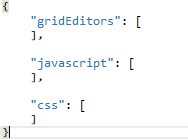 {
"gridEditors": [
],
"javascript": [
],
"css": [
]
}